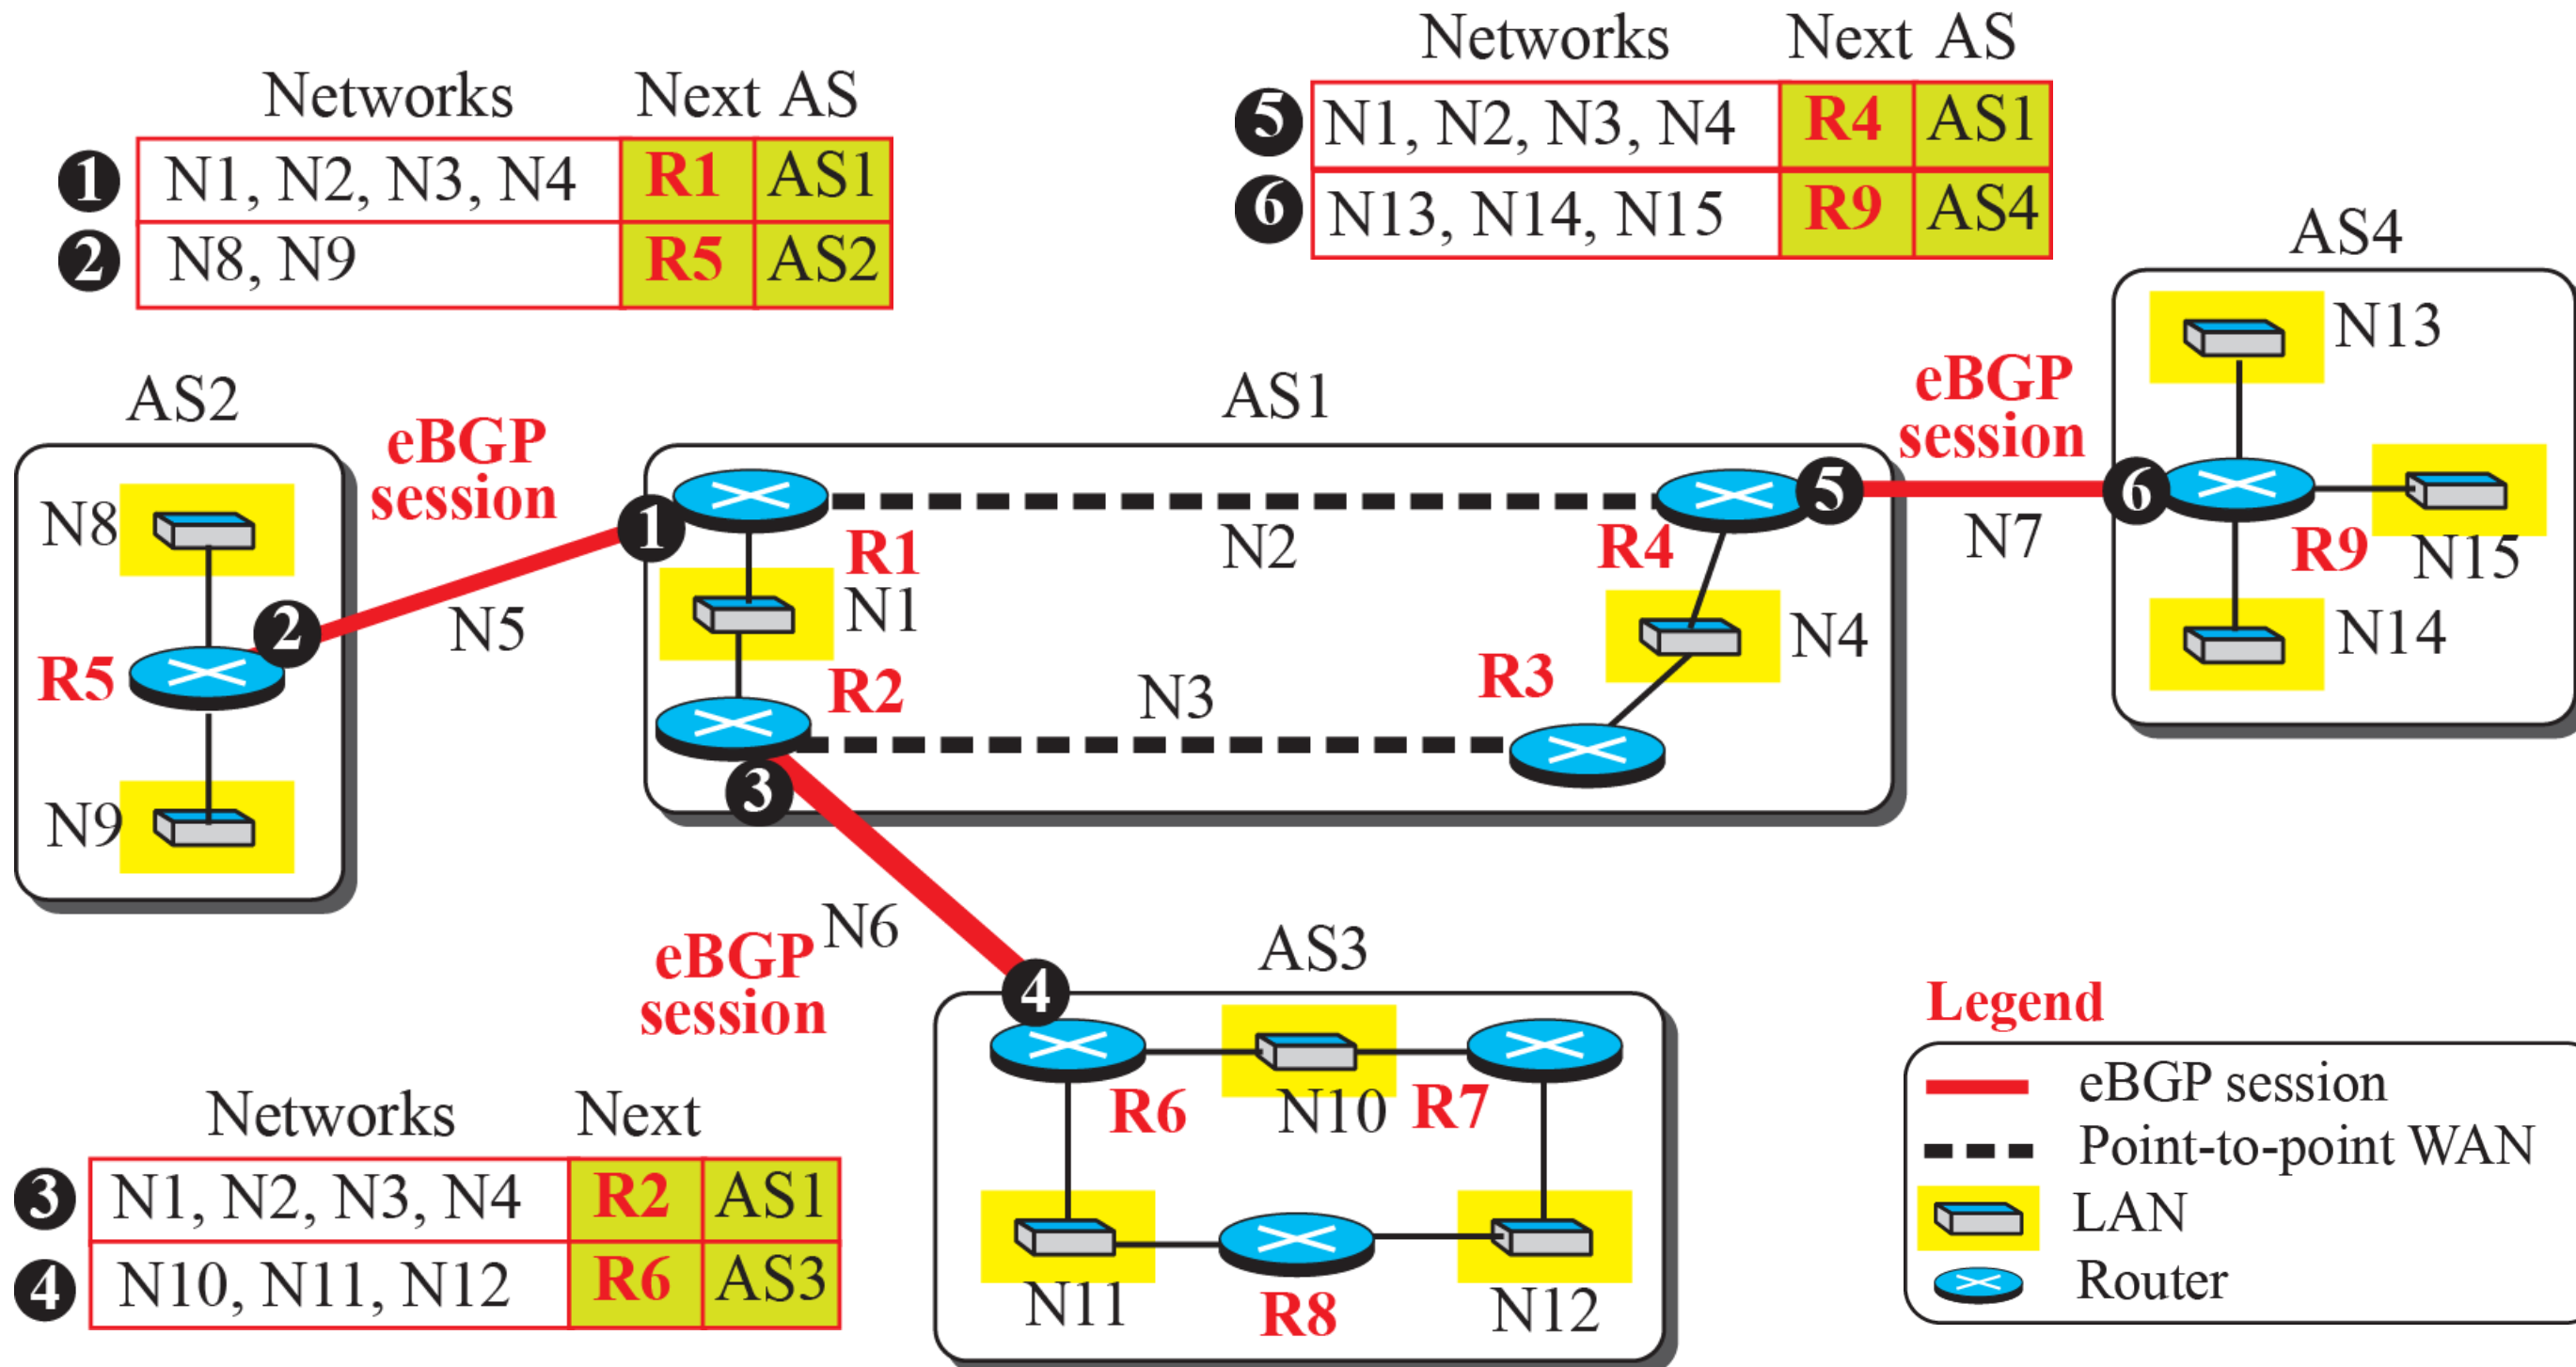 Networks Next AS
1 N1, N2, N3, N4 R1 AS1
2 N8, N9 R5 AS2
Networks Next AS
5 N1, N2, N3, N4 R4 AS1
6 N13, N14, N15 R9 AS4
AS2
N8
R5
N9
2
eBGP
session
N5
AS1
1
R1
N1
R2
3
N2
N3
R4
R3
N4
5
eBGP
session
N7
AS4
N13
6
R9
N15
N14
N6
eBGP
session
AS3
4
R6
N10
R7
N11
R8
N12
Networks Next
3 N1, N2, N3, N4 R2 AS1
4 N10, N11, N12 R6 AS3
Legend
eBGP session
Point-to-point WAN
LAN
Router